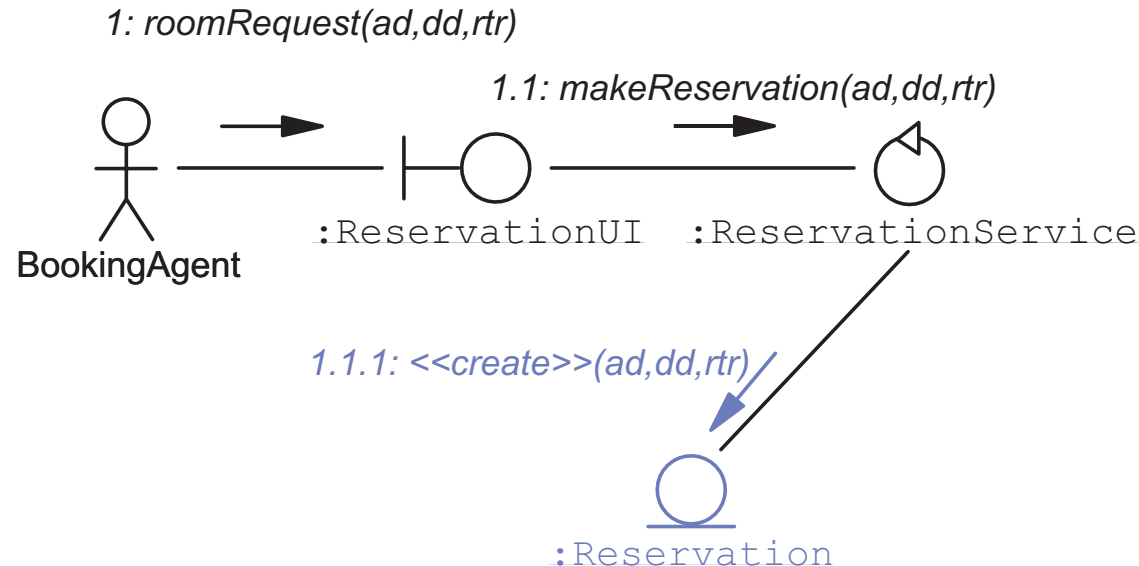 1: roomRequest(ad,dd,rtr)
1.1: makeReservation(ad,dd,rtr)
:ReservationUI
:ReservationService
BookingAgent
1.1.1: <<create>>(ad,dd,rtr)
:Reservation